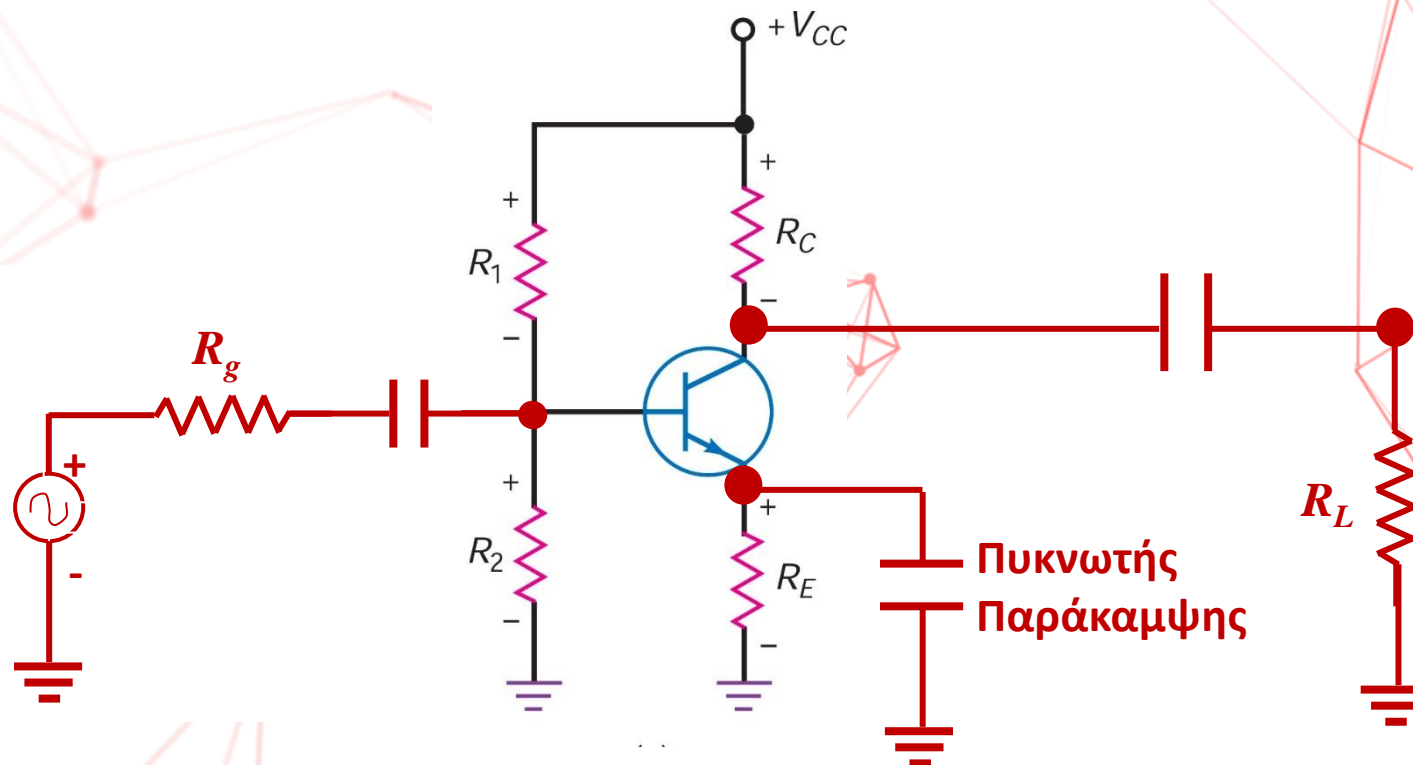 +V_CC
+
+
R_C
R_1
−
−
R_g
+
+
+
R_L
R_2
Πυκνωτής
R_E
Παράκαμψης
-
−
−